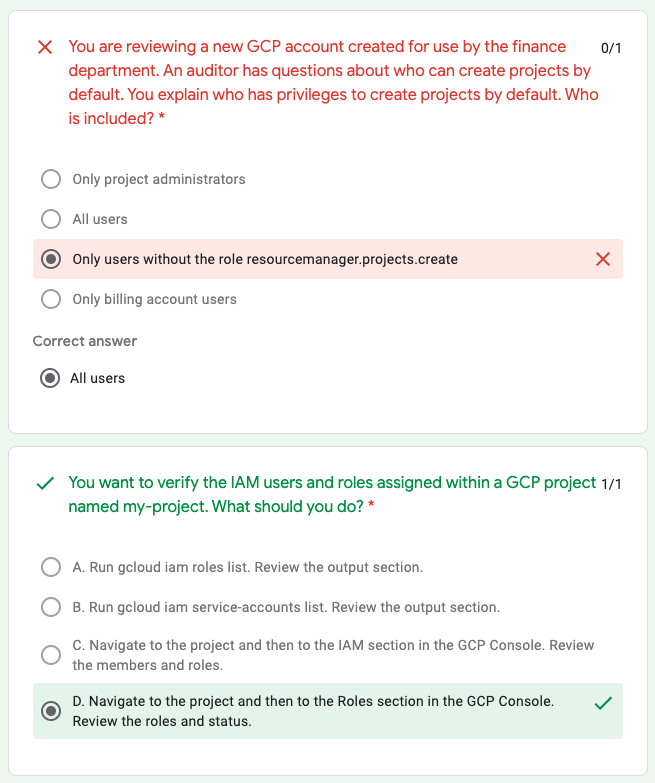 You are reviewing a new GCP account created for use by the finance 0/1
department. An auditor has questions about who can create projects by
default. You explain who has privileges to create projects by default. Who
is included? *
Only project administrators
All users
Only users without the role resourcemanager.projects.create
Only billing account users
Correct answer
All users
You want to verify the IAM users and roles assigned within a GCP project 1/1
named my-project. What should you do? *
A. Run gcloud iam roles list. Review the output section.
B. Run gcloud iam service-accounts list. Review the output section.
C. Navigate to the project and then to the IAM section in the GCP Console. Review
the members and roles.
D. Navigate to the project and then to the Roles section in the GCP Console.
Review the roles and status.